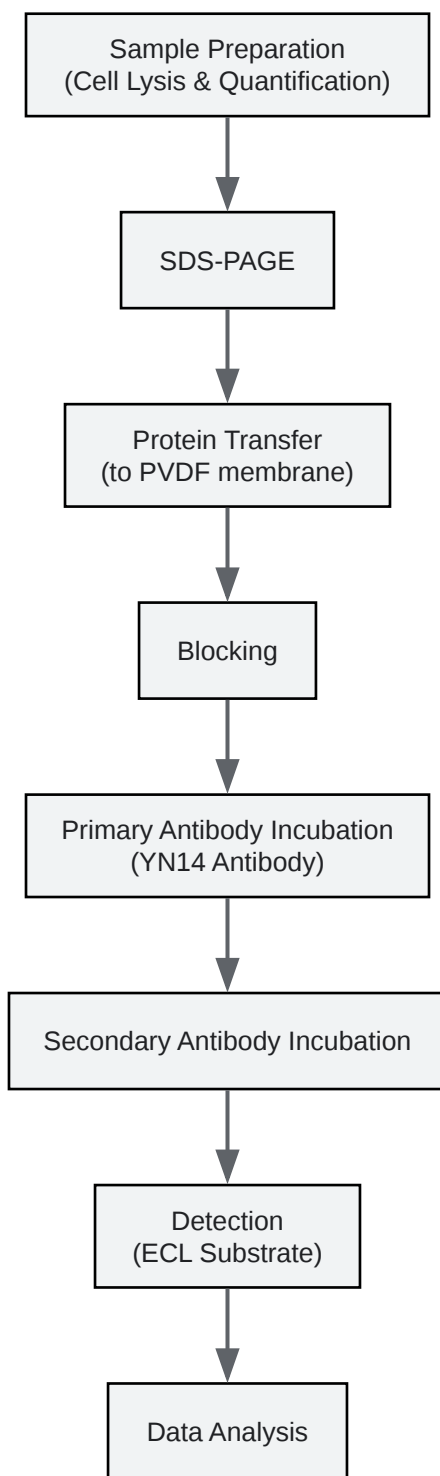 Sample Preparation
(Cell Lysis & Quantification)
SDS-PAGE
Protein Transfer
(to PVDF membrane)
Blocking
Primary Antibody Incubation
(YN14 Antibody)
Secondary Antibody Incubation
Detection
(ECL Substrate)
Data Analysis